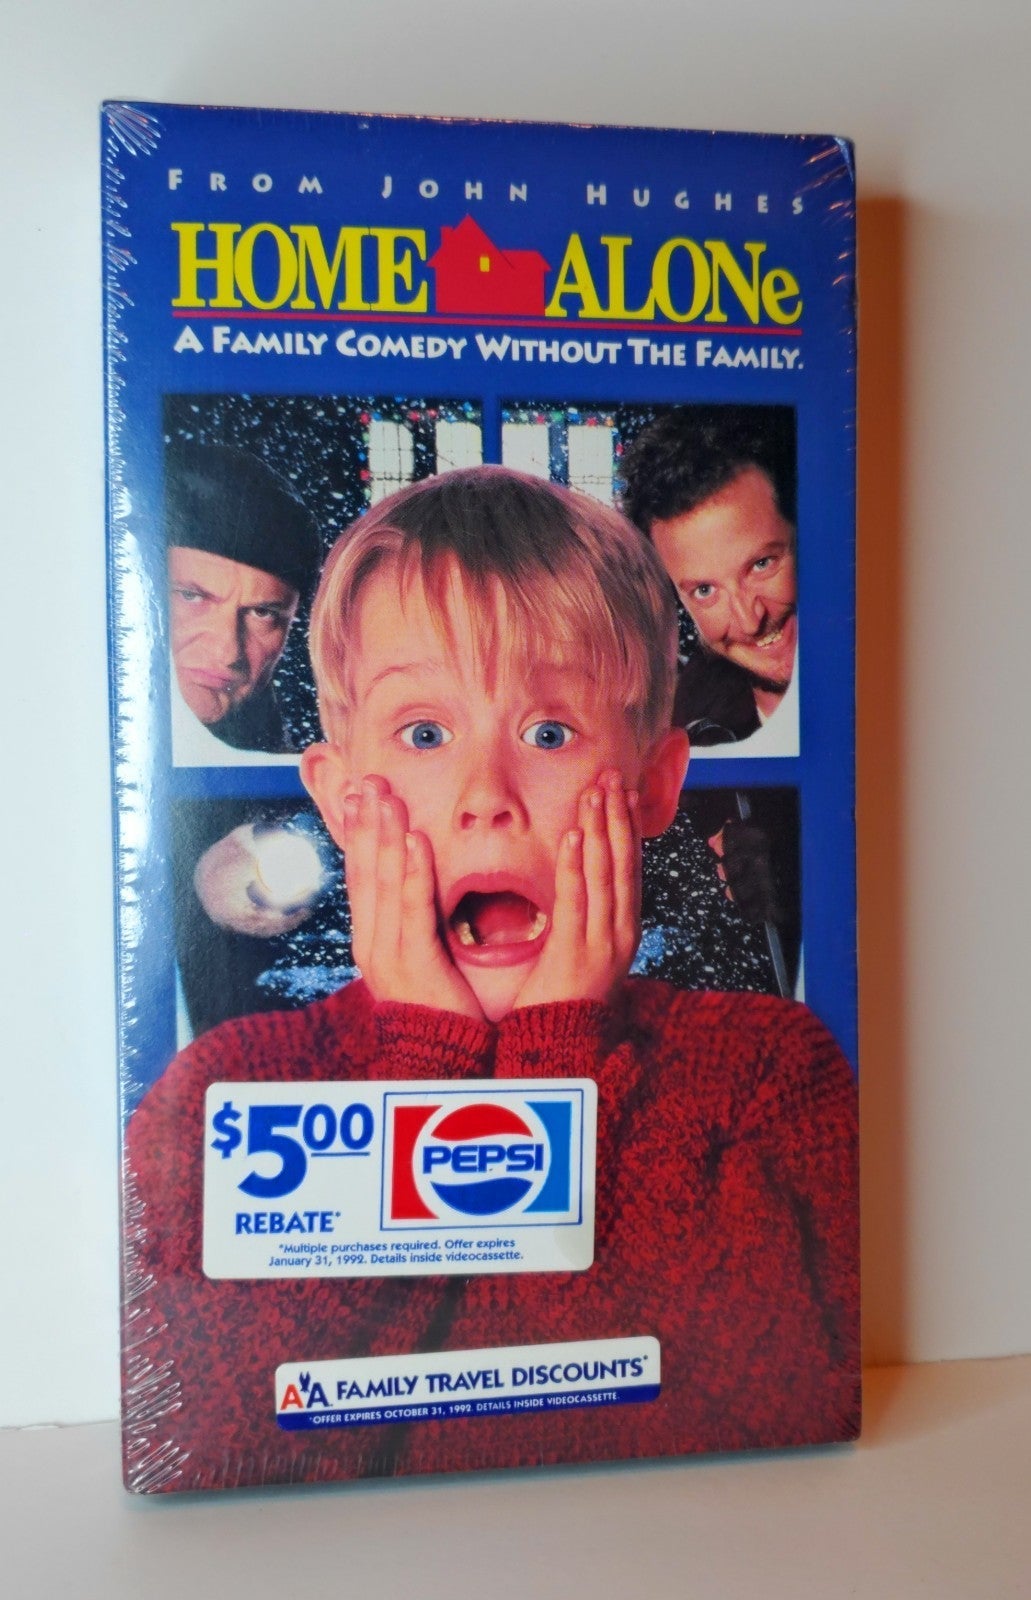 FROM JOHN HUGHES
HOME ALONe
A FAMILY COMEDY WITHOUT THE FAMILY.
$5.00
REBATE*
PEPSI
*Multiple purchases required. Offer expires
January 31, 1992. Details inside videocassette.
AA FAMILY TRAVEL DISCOUNTS*
*OFFER EXPIRES OCTOBER 31, 1992. DETAILS INSIDE VIDEOCASSETTE.